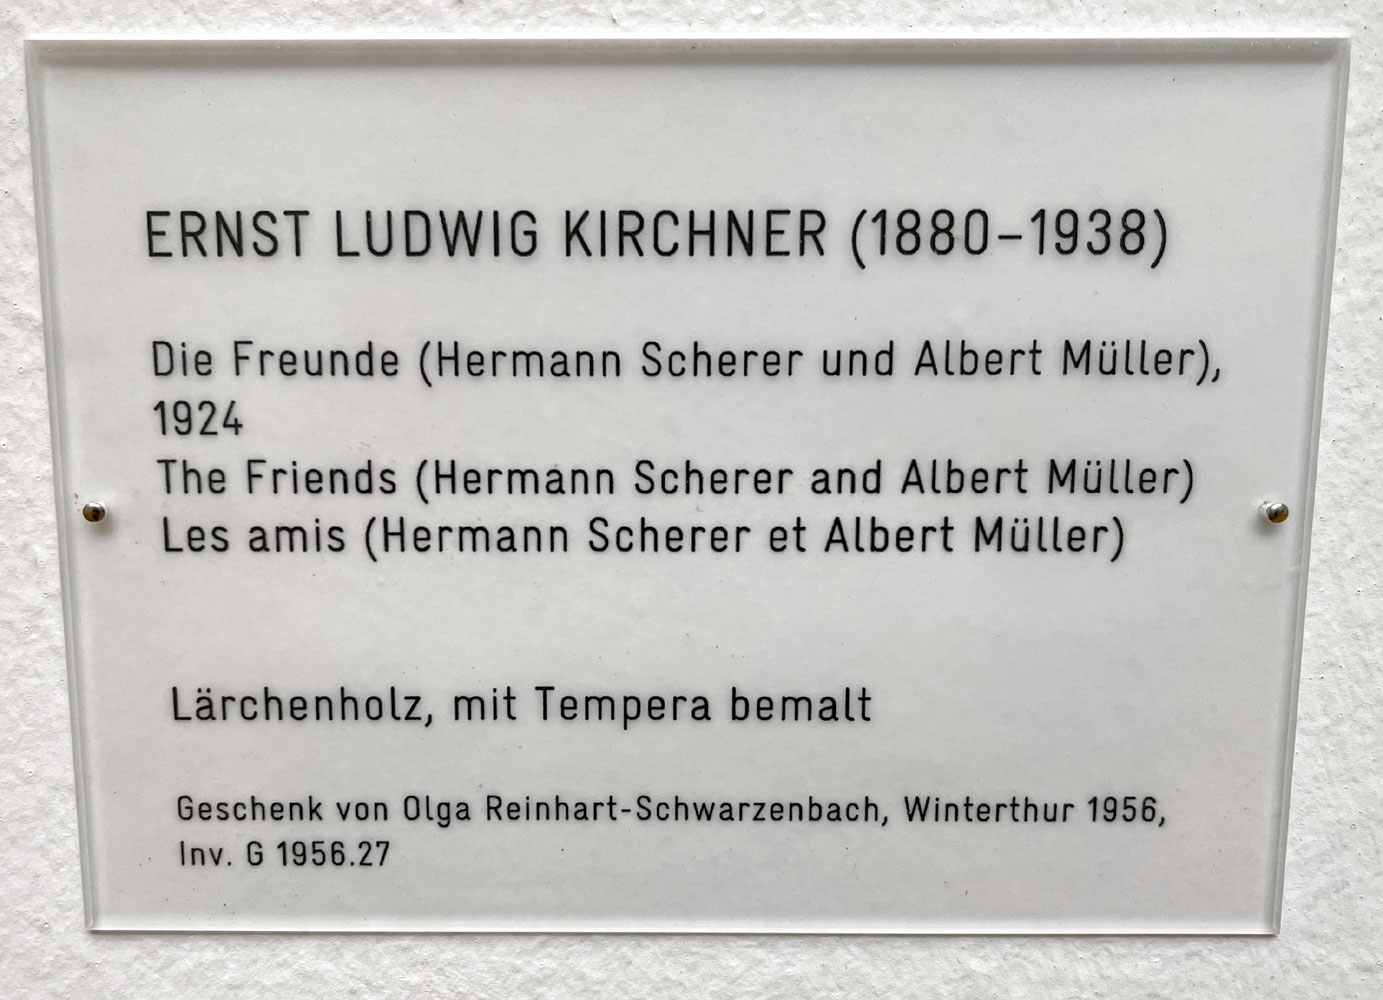 ERNST LUDWIG KIRCHNER (1880–1938)
Die Freunde (Hermann Scherer und Albert Müller),
1924
The Friends (Hermann Scherer and Albert Müller)
Les amis (Hermann Scherer et Albert Müller)
Lärchenholz, mit Tempera bemalt
Geschenk von Olga Reinhart-Schwarzenbach, Winterthur 1956,
Inv. G 1956.27